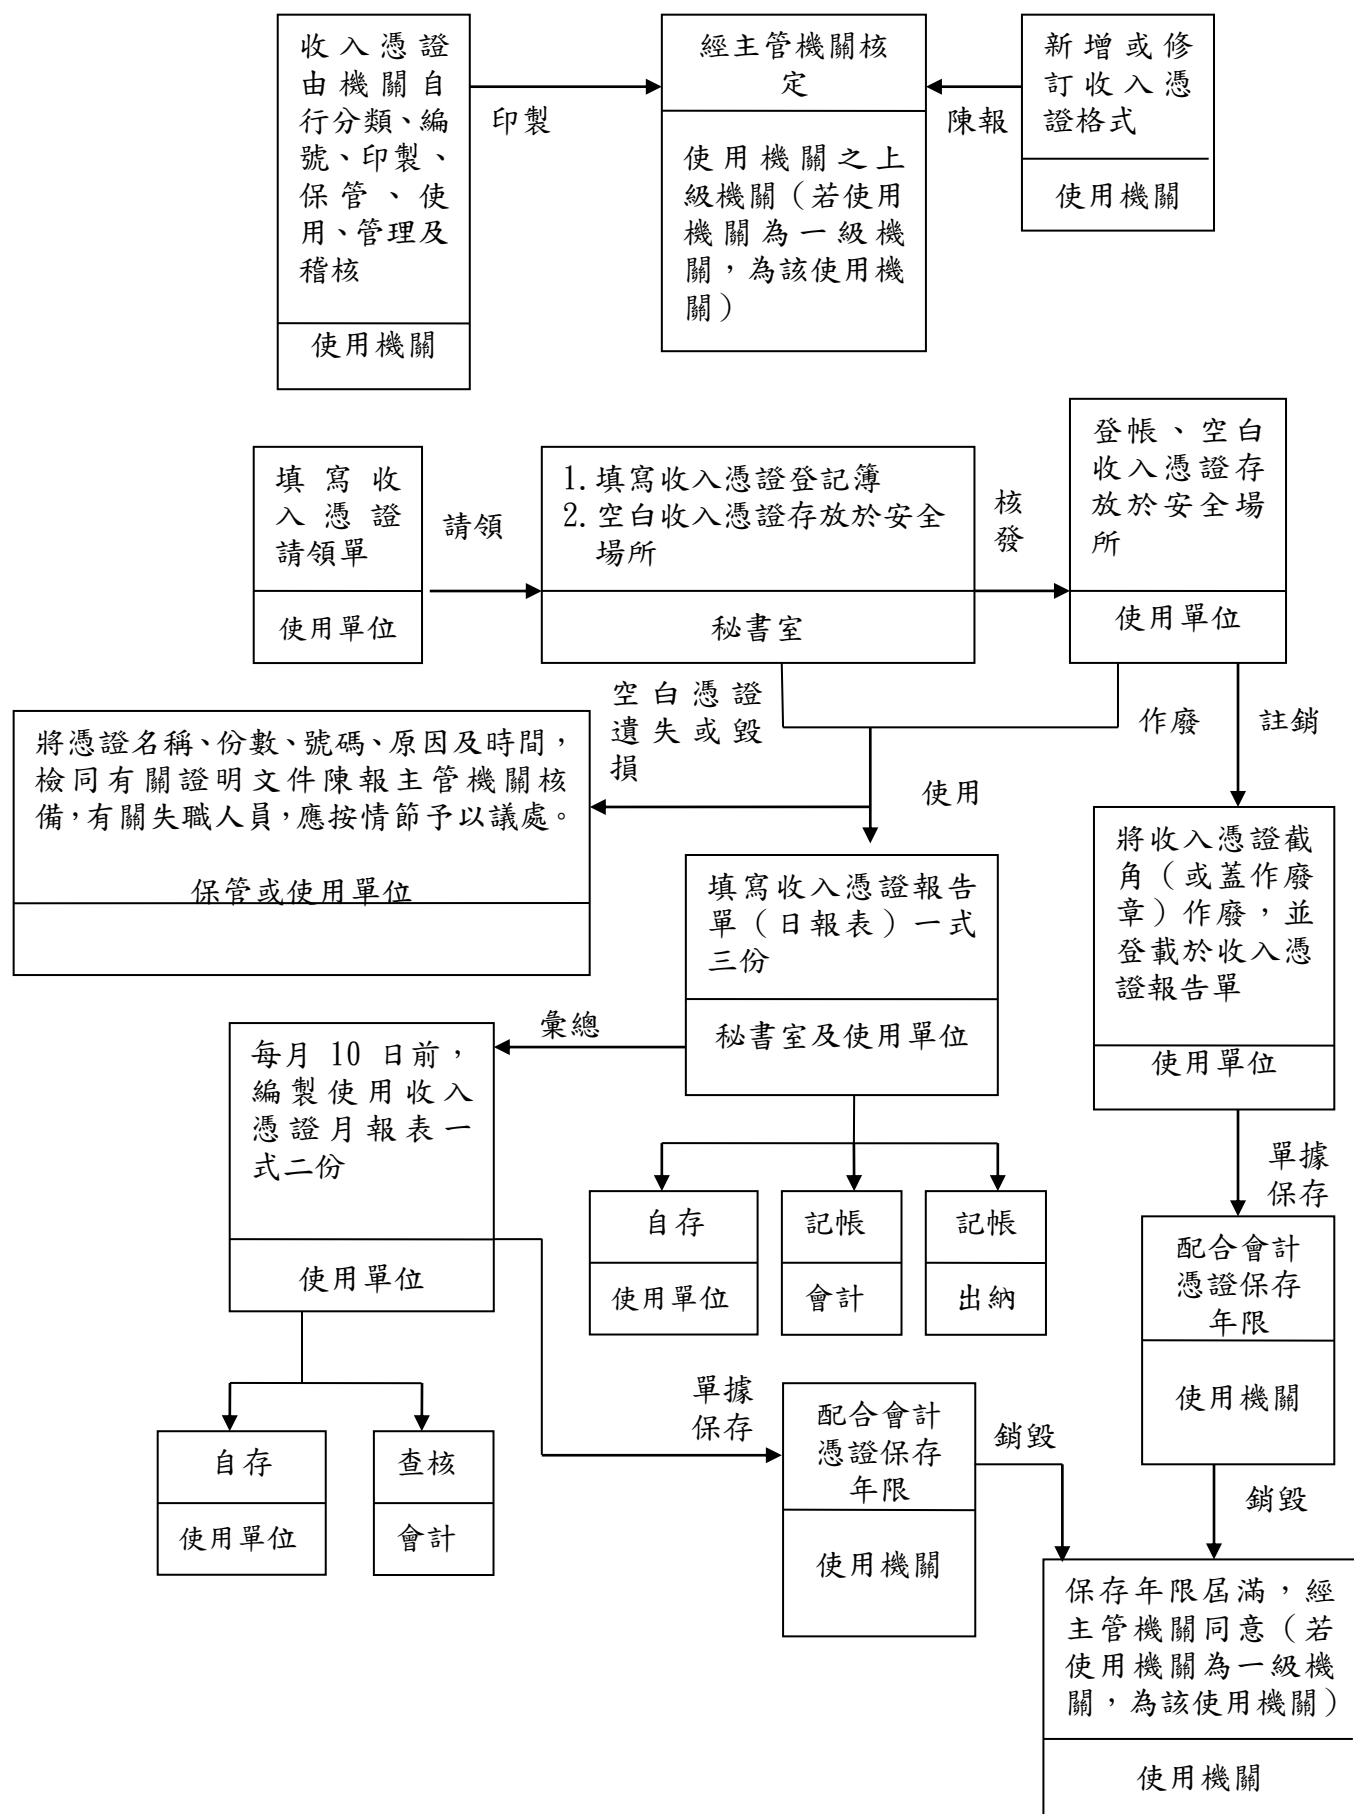 收入憑證
由機關自
行分類、編
號、印製、
保管、使
用、管理及
稽核
使用機關
印製
經主管機關核
定
使用機關之上
級機關（若使用
機關為一級機
關，為該使用機
關）
陳報
新增或修
訂收入憑
證格式
使用機關
填寫收
入憑證
請領單
使用單位
請領
1.填寫收入憑證登記簿
2.空白收入憑證存放於安全
場所
秘書室
核
發
登帳、空白
收入憑證存
放於安全場
所
使用單位
空白憑證
遺失或毀
損
作廢
註銷
將憑證名稱、份數、號碼、原因及時間，
檢同有關證明文件陳報主管機關核
備，有關失職人員，應按情節予以議處。
保管或使用單位
使用
填寫收入憑證報告
單（日報表）一式
三份
秘書室及使用單位
將收入憑證截
角（或蓋作廢
章）作廢，並
登載於收入憑
證報告單
使用單位
彙總
每月 10 日前，
編製使用收入
憑證月報表一
式二份
使用單位
單據
保存
自存
使用單位
記帳
會計
記帳
出納
配合會計
憑證保存
年限
使用機關
單據
保存
配合會計
憑證保存
年限
使用機關
銷毀
銷毀
自存
使用單位
查核
會計
保存年限屆滿，經
主管機關同意（若
使用機關為一級機
關，為該使用機關）
使用機關